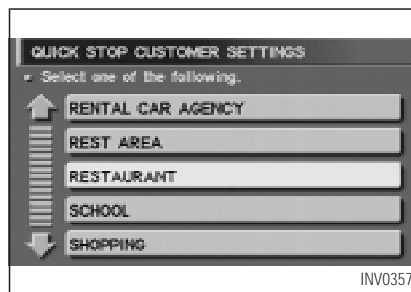 QUICK STOP CUSTOMER SETTINGS
Select one of the following.
RENTAL CAR AGENCY
REST AREA
RESTAURANT
SCHOOL
SHOPPING
INV0357